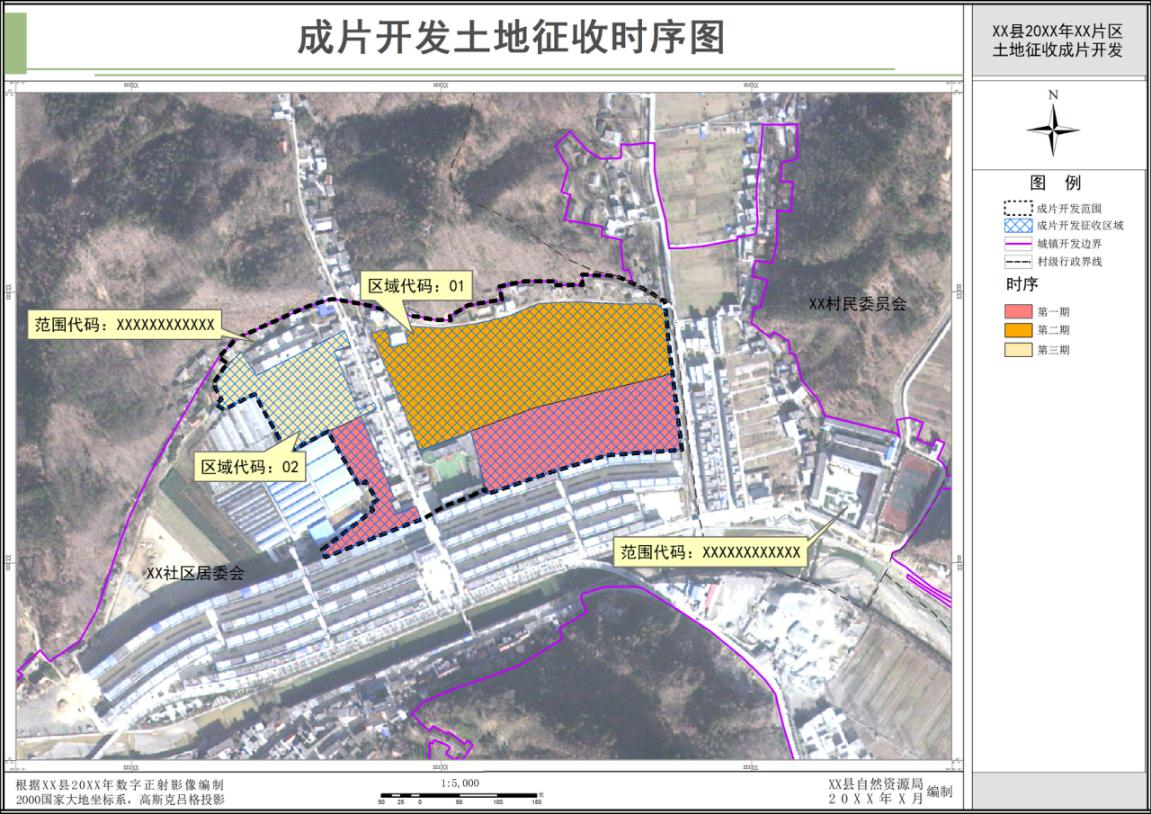 成片开发土地征收时序图
XX县20XX年XX片区
土地征收成片开发
N
图 例
成片开发范围
成片开发征收区域
城镇开发边界
村级行政界线
时序
第一期
第二期
第三期
区域代码：01
范围代码：XXXXXXXXXXXX
XX村民委员会
区域代码：02
范围代码：XXXXXXXXXXXX
XX社区居委会
根据XX县20XX年数字正射影像编制
2000国家大地坐标系，高斯克吕格投影
1:5,000
50 25 0 50 100 150
XX县自然资源局
20XX年X月
编制